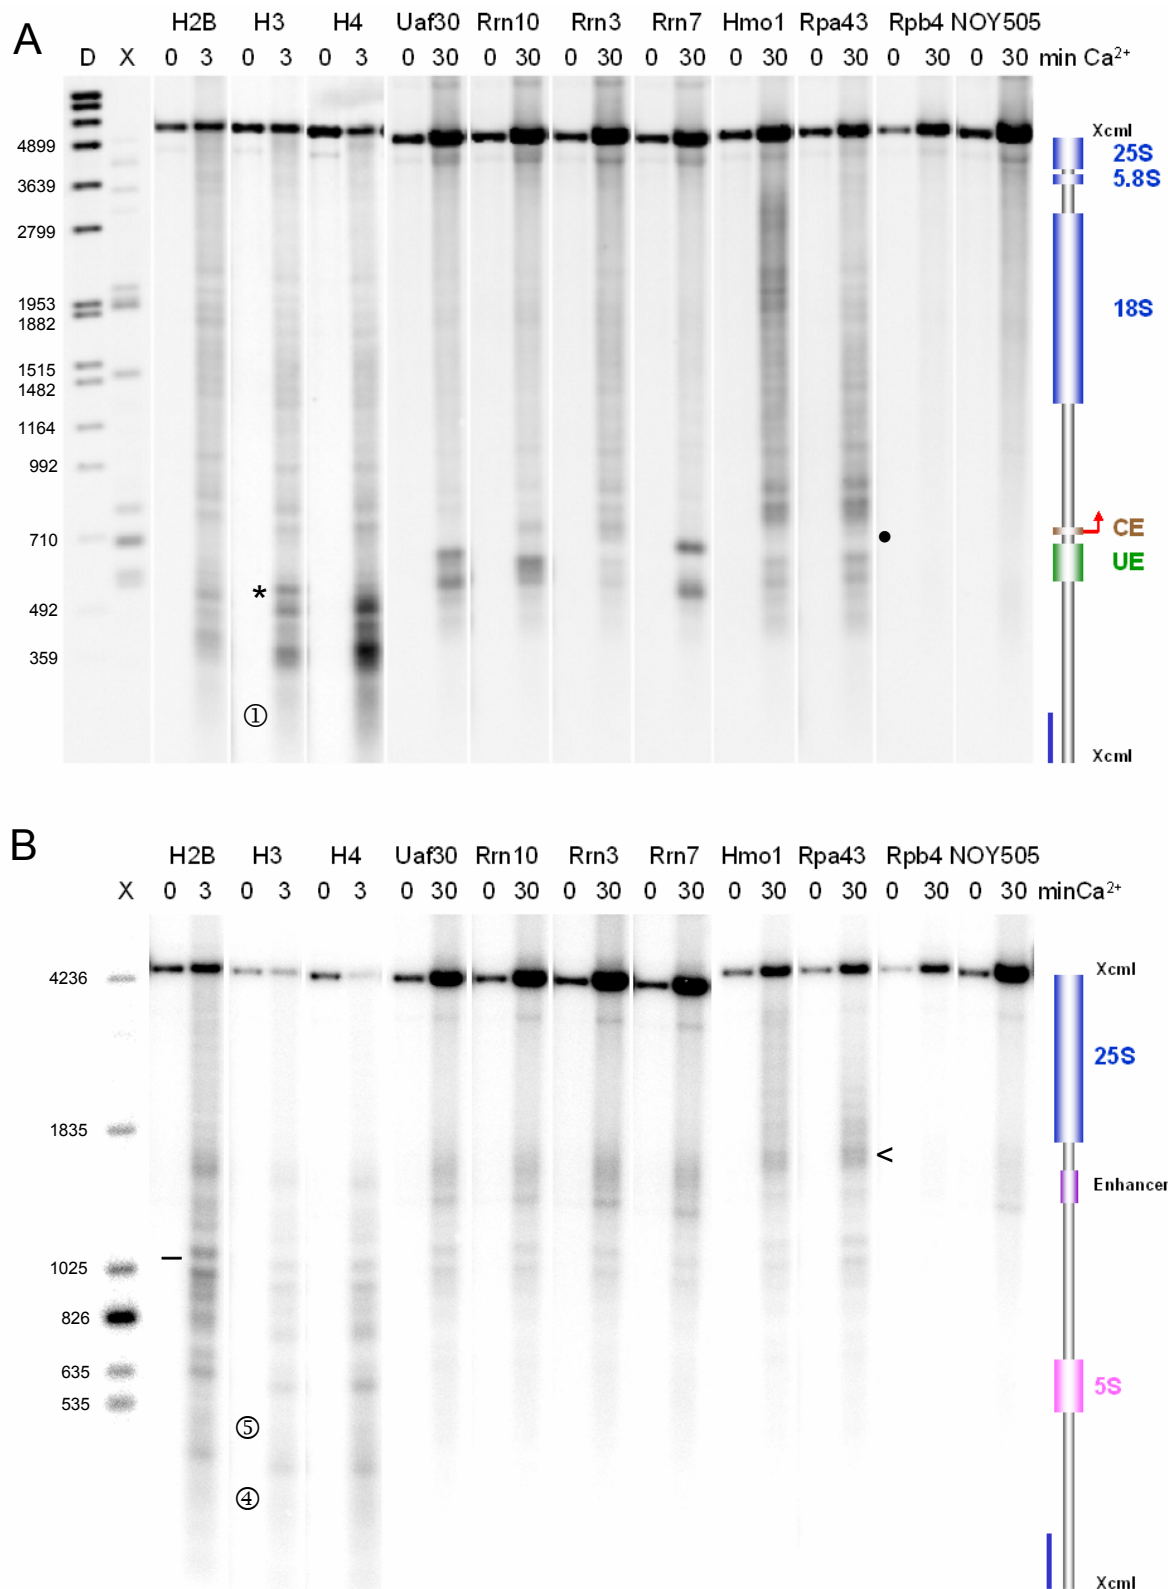 A
H2B H3 H4 Uaf30 Rrn10 Rrn3 Rrn7 Hmo1 Rpa43 Rpb4 NOY505
D X 0 3 0 3 0 3 0 30 0 30 0 30 0 30 0 30 0 30 0 30 0 30 min Ca²⁺
XcmI
4899
25S
5.8S
3639
2799
1953
18S
1882
1515
1482
1164
992
710
CE
UE
*
492
359
①
XcmI
B
H2B H3 H4 Uaf30 Rrn10 Rrn3 Rrn7 Hmo1 Rpa43 Rpb4 NOY505
X 0 3 0 3 0 3 0 30 0 30 0 30 0 30 0 30 0 30 0 30 0 30 minCa²⁺
XcmI
4236
25S
1835
<
Enhancer
1025
826
635
5S
535
⑤
④
XcmI